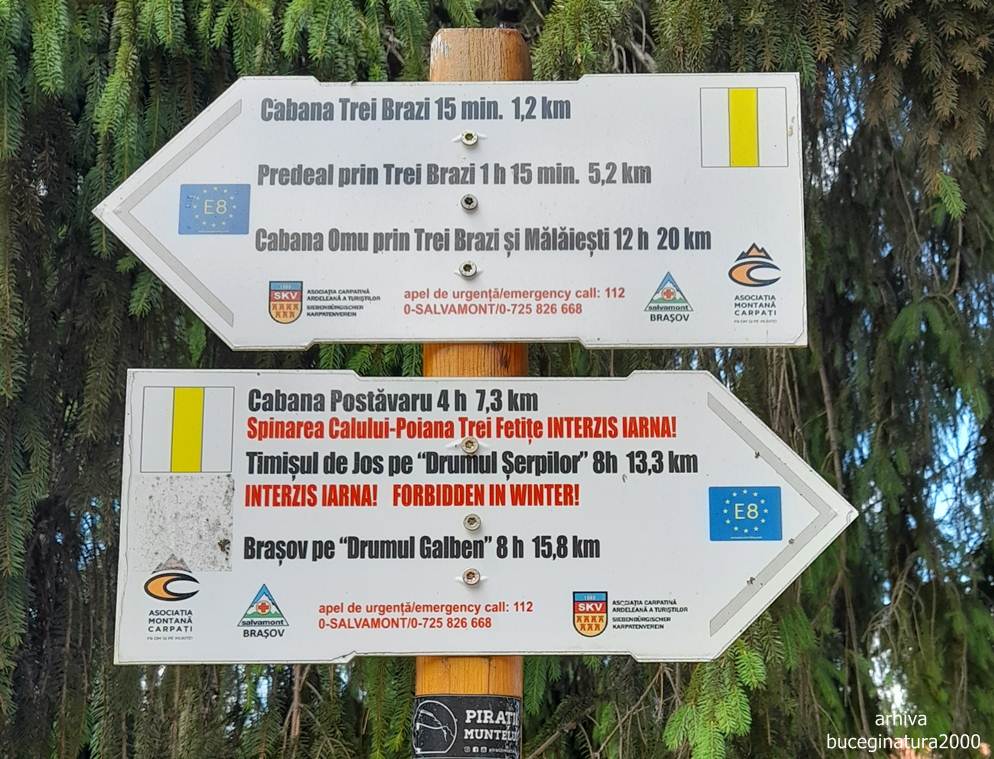 Cabana Trei Brazi 15 min. 1,2 km
Predeal prin Trei Brazi 1 h 15 min. 5,2 km
E8
Cabana Omu prin Trei Brazi și Mălăiești 12 h 20 km
SKV
ASOCIAȚIA CARPATINĂ
ARDELEANĂ A TURIȘTILOR
SIEBENBÜRGISCHER
KARPATENVEREIN
apel de urgență/emergency call: 112
0-SALVAMONT/0-725 826 668
salvamont
BRAȘOV
ASOCIAȚIA
MONTANĂ
CARPAȚI
Cabana Postăvaru 4 h 7,3 km
Spinarea Calului-Poiana Trei Fetițe INTERZIS IARNA!
Timișul de Jos pe “Drumul Șerpilor” 8h 13,3 km
INTERZIS IARNA! FORBIDDEN IN WINTER!
E8
Brașov pe “Drumul Galben” 8 h 15,8 km
ASOCIAȚIA
MONTANĂ
CARPAȚI
salvamont
BRAȘOV
apel de urgență/emergency call: 112
0-SALVAMONT/0-725 826 668
SKV
ASOCIAȚIA CARPATINĂ
ARDELEANĂ A TURIȘTILOR
SIEBENBÜRGISCHER
KARPATENVEREIN
PIRAȚII
MUNTELUI
arhiva
buceginatura2000